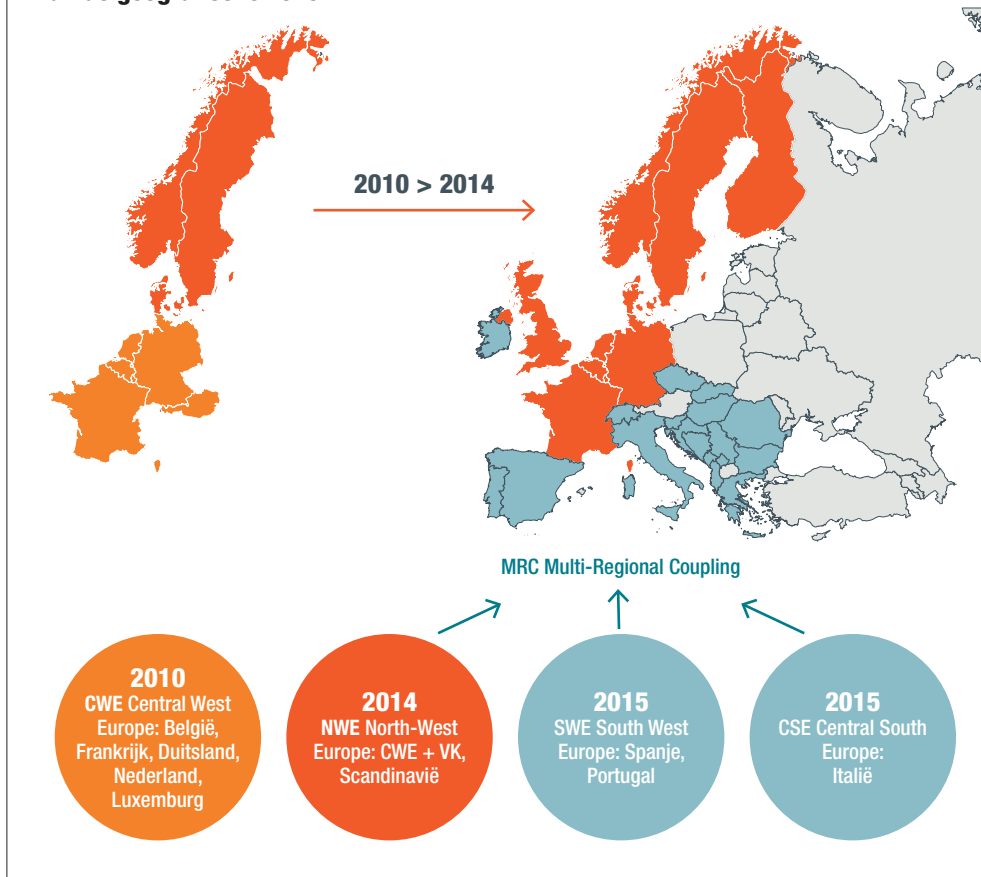 2010 > 2014
MRC Multi-Regional Coupling
2010
CWE Central West
Europe: België,
Frankrijk, Duitsland,
Nederland,
Luxemburg
2014
NWE North-West
Europe: CWE + VK,
Scandinavië
2015
SWE South West
Europe: Spanje,
Portugal
2015
CSE Central South
Europe:
Italië